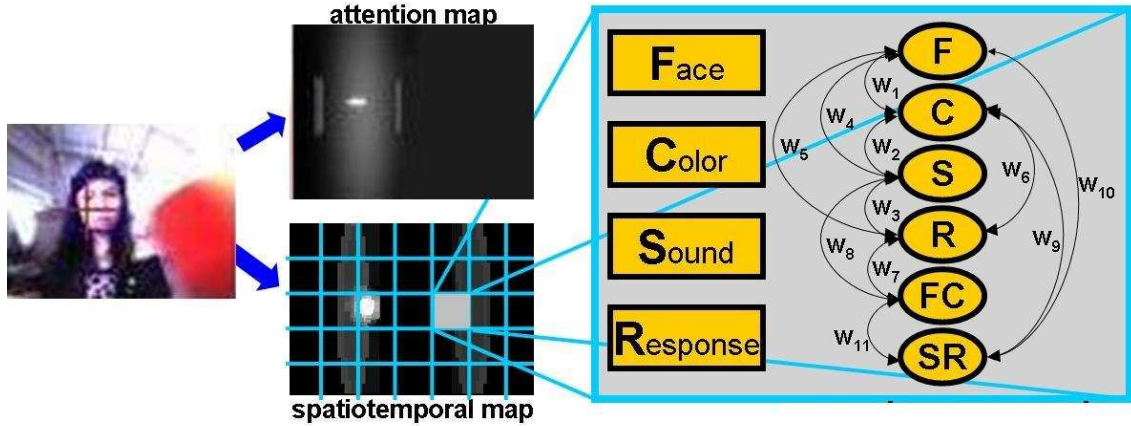 attention map
spatiotemporal map
Face
Color
Sound
Response
F
C
S
R
FC
SR
W1
W4
W5
W2
W6
W10
W3
W8
W7
W9
W11